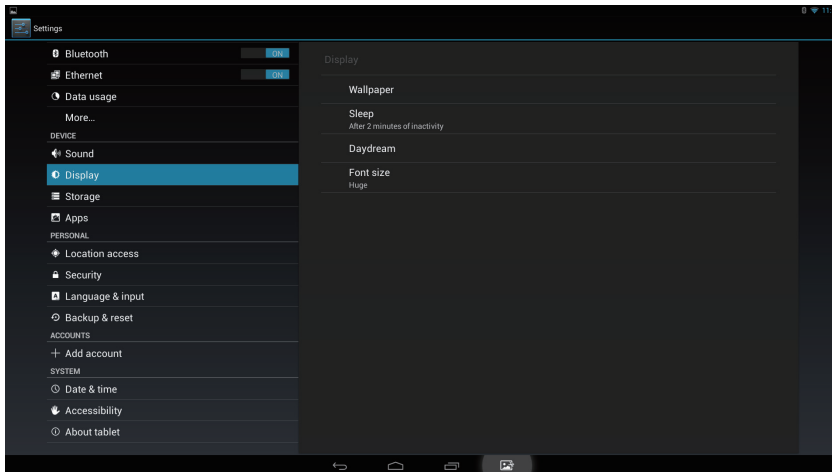 11:
Settings
Bluetooth ON
Ethernet ON
Data usage
More...
DEVICE
Sound
Display
Storage
Apps
PERSONAL
Location access
Security
A Language & input
Backup & reset
ACCOUNTS
Add account
SYSTEM
Date & time
Accessibility
About tablet
Display
Wallpaper
Sleep
After 2 minutes of inactivity
Daydream
Font size
Huge